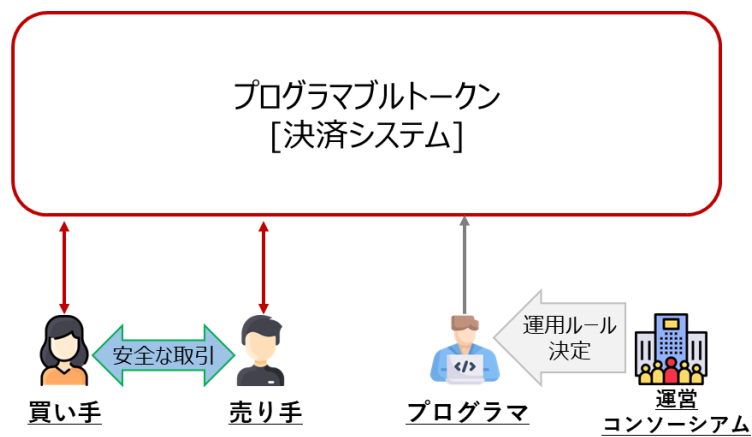 プログラマブルトークン
[決済システム]
安全な取引
運用ルール
決定
買い手
売り手
プログラマ
運営
コンソーシアム